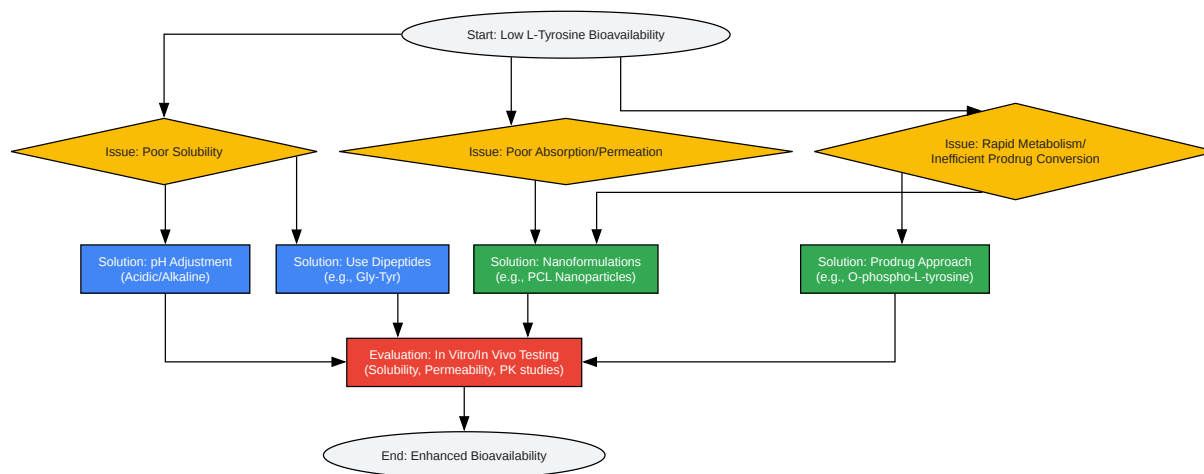 Start: Low L-Tyrosine Bioavailability
Issue: Poor Solubility
Issue: Poor Absorption/Permeation
Issue: Rapid Metabolism/
Inefficient Prodrug Conversion
Solution: pH Adjustment
(Acidic/Alkaline)
Solution: Use Dipeptides
(e.g., Gly-Tyr)
Solution: Nanoformulations
(e.g., PCL Nanoparticles)
Solution: Prodrug Approach
(e.g., O-phospho-L-tyrosine)
Evaluation: In Vitro/In Vivo Testing
(Solubility, Permeability, PK studies)
End: Enhanced Bioavailability